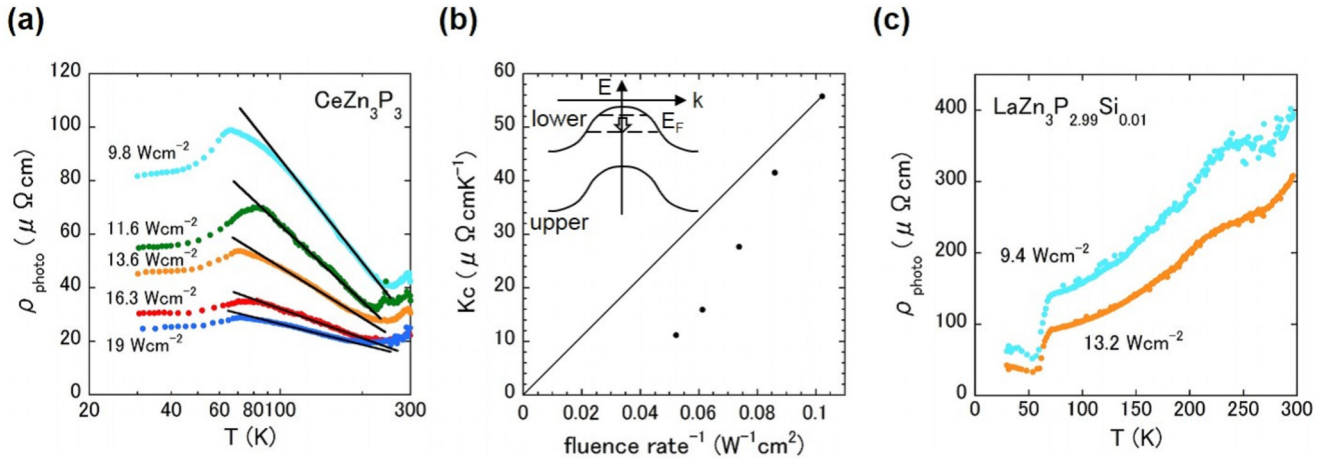 (a)
120
100
80
60
40
20
0
ρ photo ( μ Ω cm)
CeZn3P3
9.8 Wcm−2
11.6 Wcm−2
13.6 Wcm−2
16.3 Wcm−2
19 Wcm−2
20
40
60
80 100
300
T (K)
(b)
60
50
40
30
20
10
0
Kc ( μ Ω cmK−1)
E
k
lower
EF
upper
0
0.02
0.04
0.06
0.08
0.1
fluence rate−1 (W−1cm2)
(c)
400
300
200
100
0
ρ photo ( μ Ω cm)
LaZn3P2.99Si0.01
9.4 Wcm−2
13.2 Wcm−2
0
50
100
150
200
250
300
T (K)